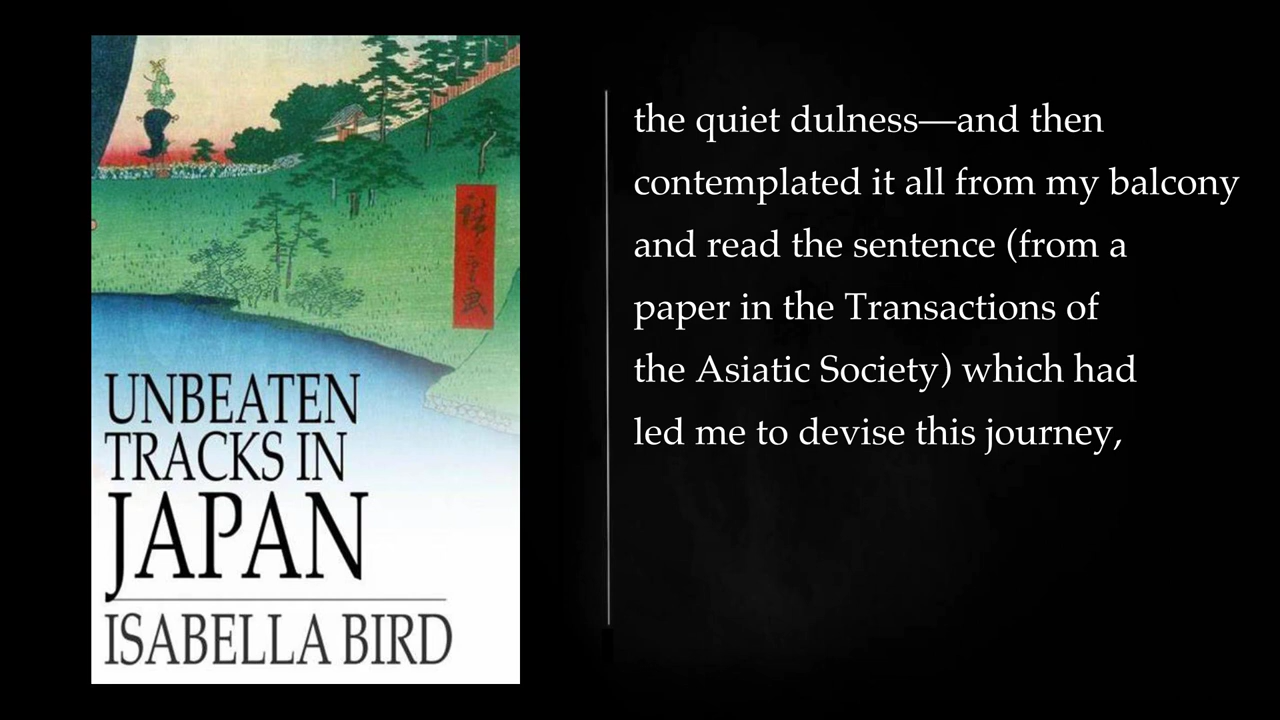 UNBEATEN
TRACKS IN
JAPAN
ISABELLA BIRD
the quiet dulness—and then
contemplated it all from my balcony
and read the sentence (from a
paper in the Transactions of
the Asiatic Society) which had
led me to devise this journey,